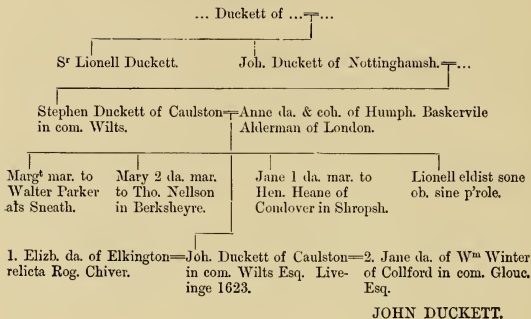 ... Duckett of ... = ...
Sr Lionell Duckett. Joh. Duckett of Nottinghamsh. = ...
Stephen Duckett of Caulston = Anne da. & coh. of Humph. Baskervile
in com. Wilts. Alderman of London.
Margt mar. to Mary 2 da. mar. Jane 1 da. mar. to Lionell eldist sone
Walter Parker to Tho. Nellson Hen. Heane of ob. sine p'role.
ałs Sneath. in Berksheyre. Condover in Shropsh.
1. Elizb. da. of Elkington = Joh. Duckett of Caulston = 2. Jane da. of Wm Winter
relicta Rog. Chiver. in com. Wilts Esq. Live- of Collford in com. Glouc.
inge 1623. Esq.
JOHN DUCKETT.